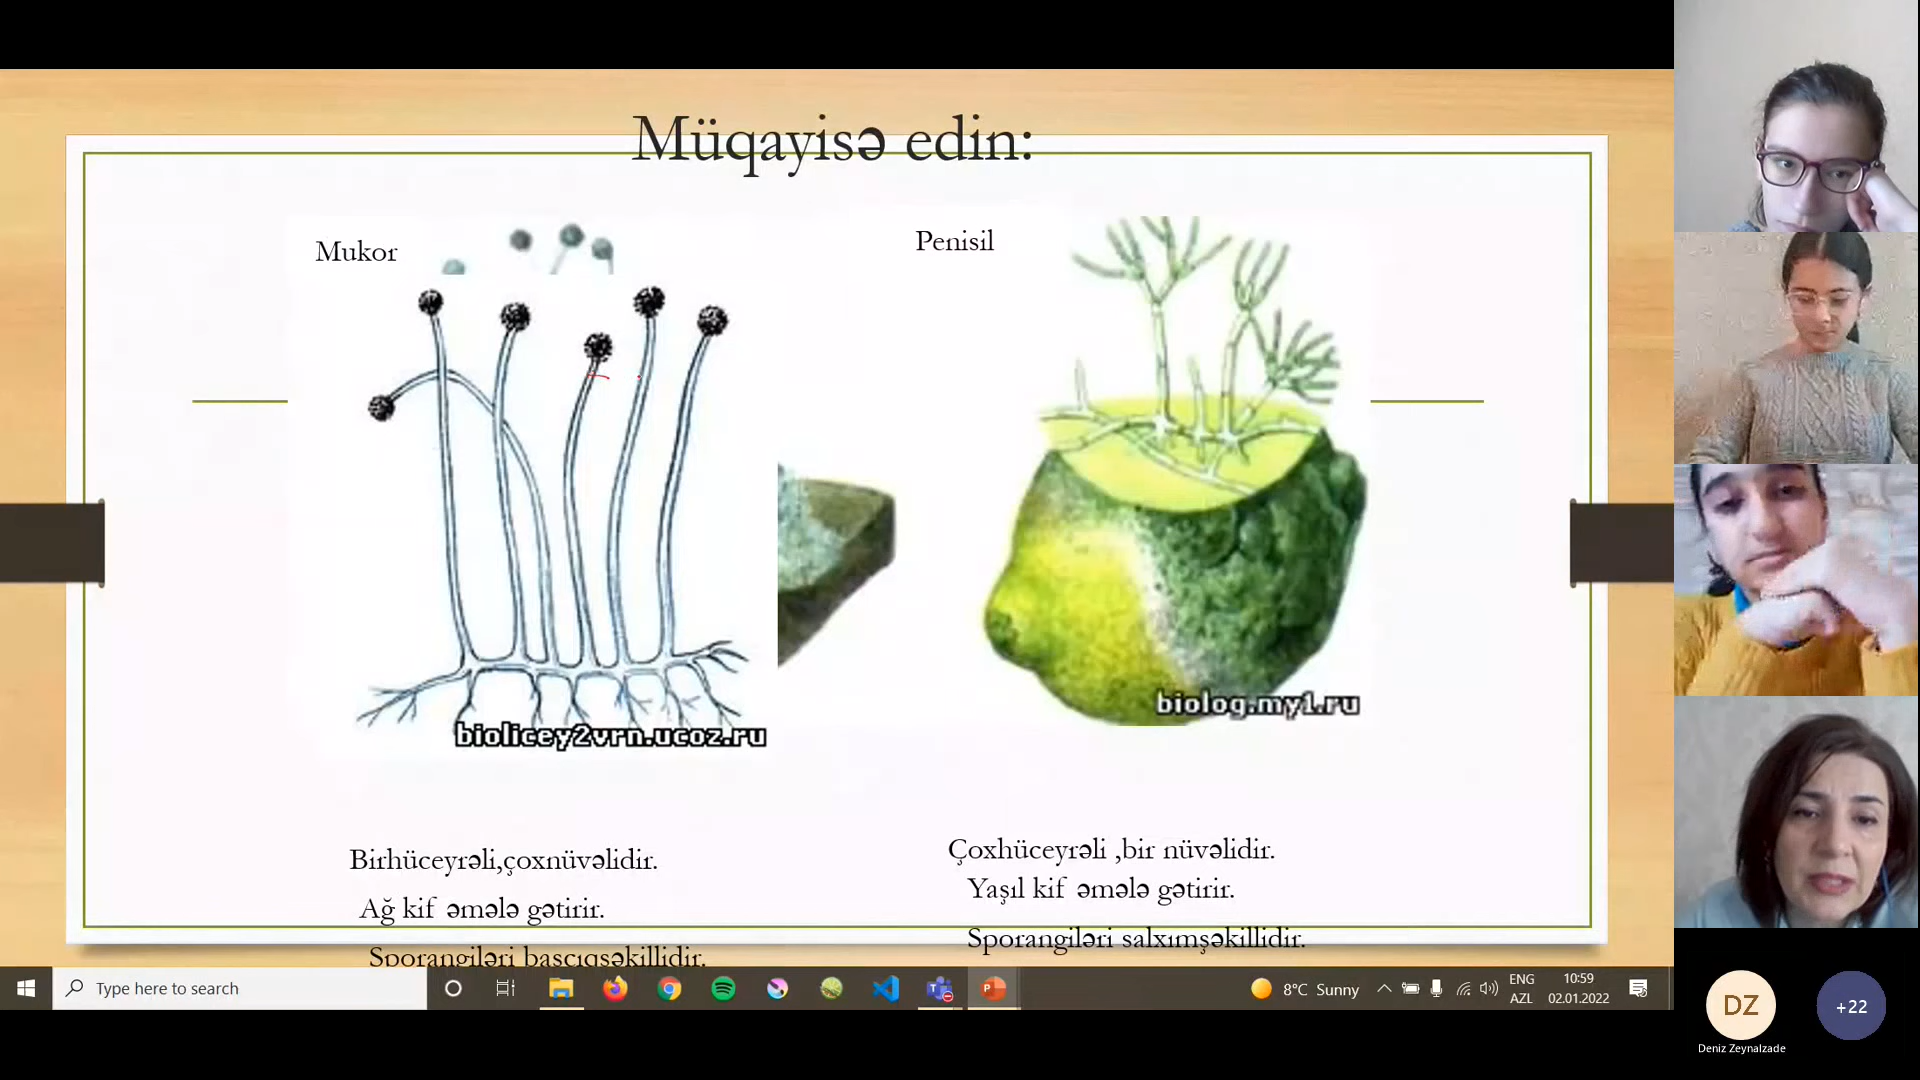 Müqayisə edin:
Mukor
Penisil
biolicey2vrn.ucoz.ru
biolog.my1.ru
Birhüceyrəli,çoxnüvəlidir.
Ağ kif əmələ gətirir.
Sporangiləri başcıqşəkillidir.
Çoxhüceyrəli ,bir nüvəlidir.
Yaşıl kif əmələ gətirir.
Sporangiləri salxımşəkillidir.
Type here to search
8°C Sunny
ENG
AZL
10:59
02.01.2022
DZ
Deniz Zeynalzade
+22